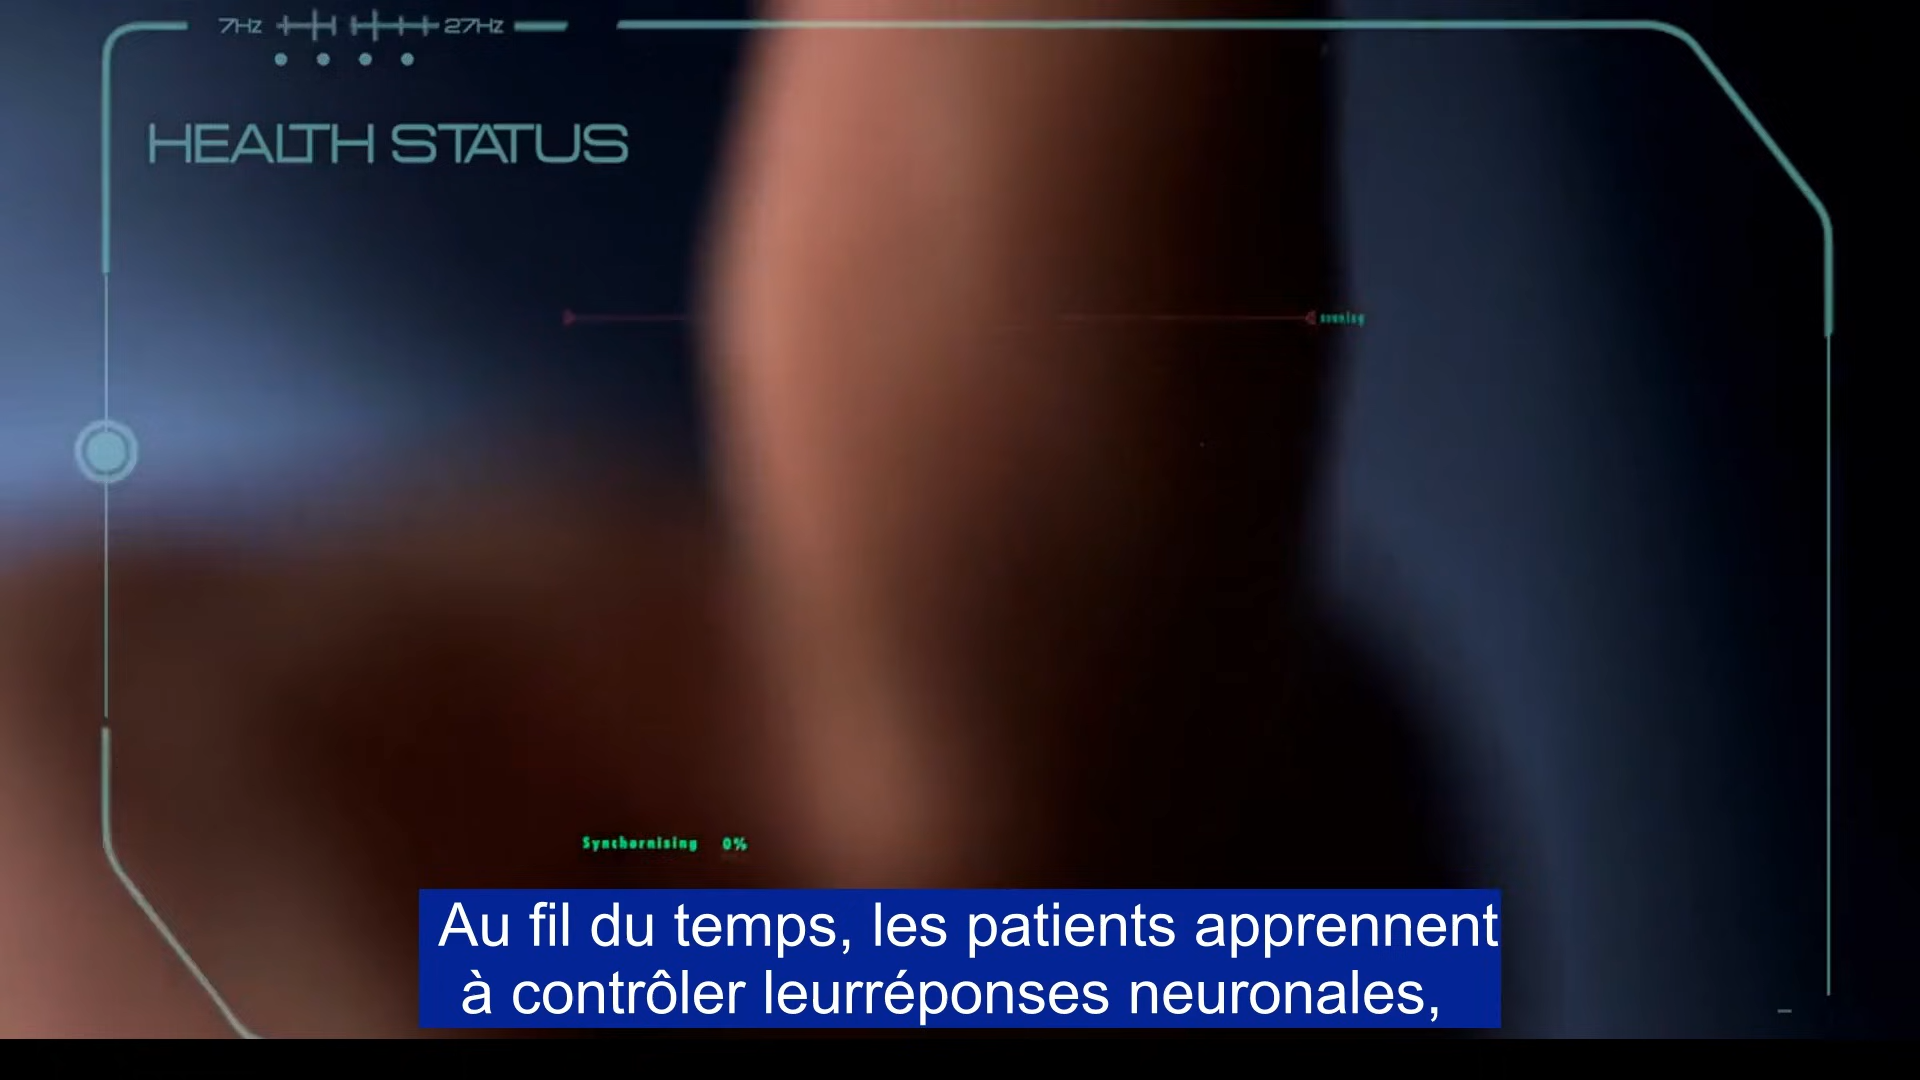 7Hz 27Hz
HEALTH STATUS
Synchornising 0%
Au fil du temps, les patients apprennent
à contrôler leurréponses neuronales,